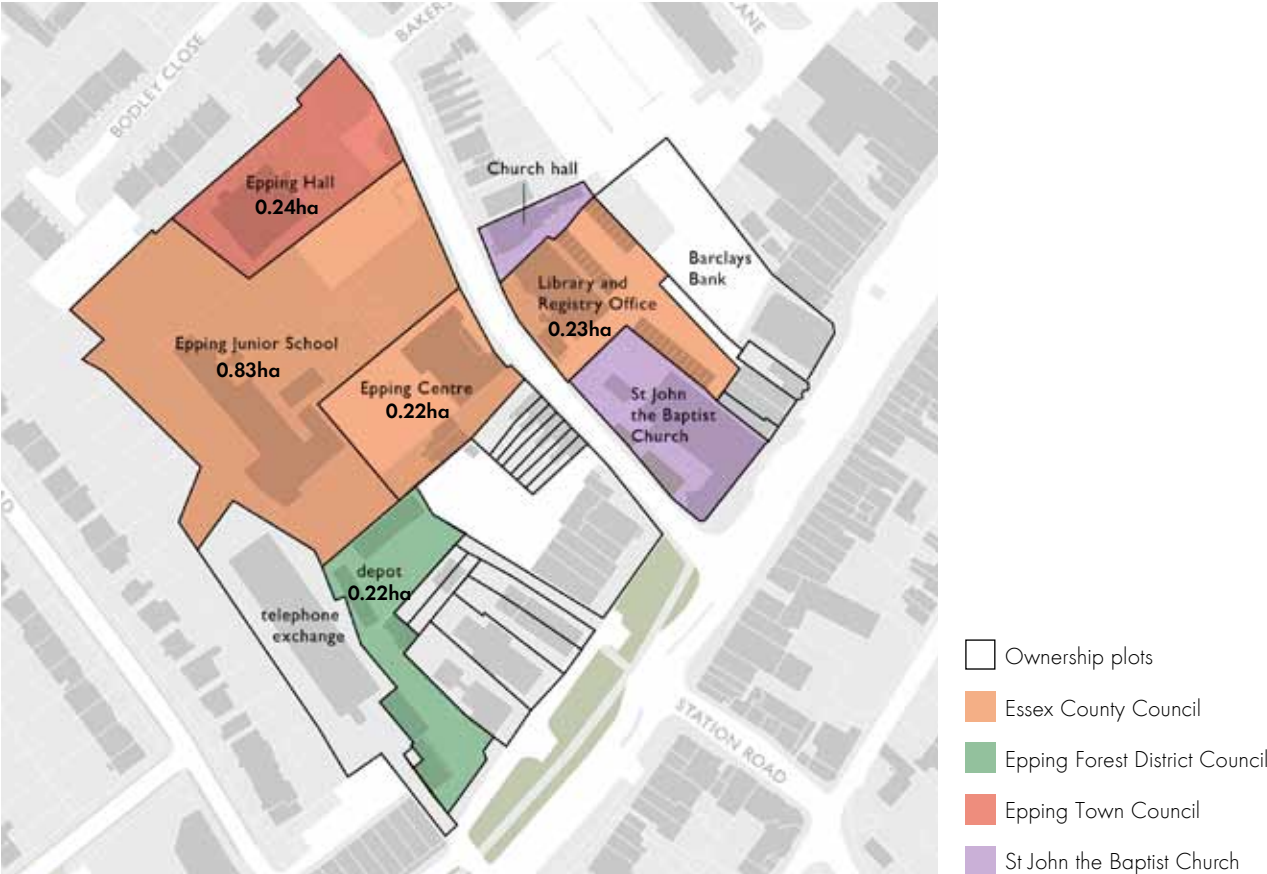 BODLEY CLOSE
BAKERS
LANE
Church hall
Epping Hall
0.24ha
Barclays
Bank
Library and
Registry Office
0.23ha
Epping Junior School
0.83ha
Epping Centre
0.22ha
St John
the Baptist
Church
depot
0.22ha
telephone
exchange
STATION ROAD
Ownership plots
Essex County Council
Epping Forest District Council
Epping Town Council
St John the Baptist Church